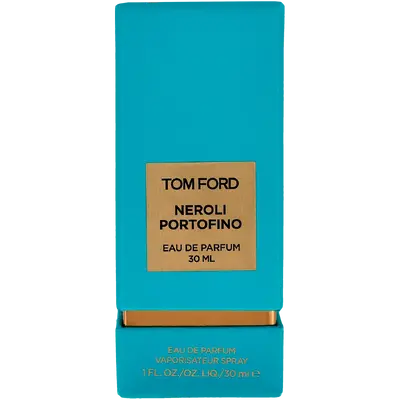 TOM FORD
NEROLI
PORTOFINO
EAU DE PARFUM
30 ML
EAU DE PARFUM
VAPORISATEUR SPRAY
1 FL. OZ./OZ. LIQ./30 ml ℮